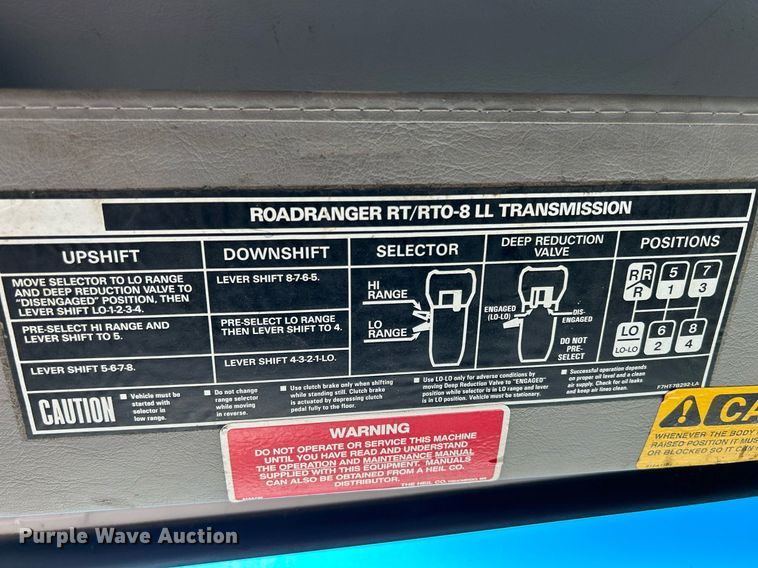 ROADRANGER RT/RTO-8 LL TRANSMISSION
UPSHIFT
MOVE SELECTOR TO LO RANGE
AND DEEP REDUCTION VALVE TO
"DISENGAGED" POSITION, THEN
LEVER SHIFT LO-1-2-3-4.
PRE-SELECT HI RANGE AND
LEVER SHIFT TO 5.
LEVER SHIFT 5-6-7-8.
DOWNSHIFT
LEVER SHIFT 8-7-6-5.
PRE-SELECT LO RANGE
THEN LEVER SHIFT TO 4.
LEVER SHIFT 4-3-2-1-LO.
SELECTOR
HI
RANGE
LO
RANGE
DEEP REDUCTION
VALVE
ENGAGED
(LO-LO)
DIS-
ENGAGED
DO NOT
PRE-
SELECT
POSITIONS
R R 5 7
R 1 3
LO 6 8
LO-LO 2 4
CAUTION
■ Vehicle must be
started with
selector in
low range.
■ Do not change
range selector
while moving
in reverse.
■ Use clutch brake only when shifting
while standing still. Clutch brake
is actuated by depressing clutch
pedal fully to the floor.
■ Use LO-LO only for adverse conditions by
moving Deep Reduction Valve to "ENGAGED"
position while selector is in LO range and lever
is in LO position. Vehicle must be stationary.
■ Successful operation depends
on proper oil level and a clean
air supply. Check for oil leaks
and keep air lines clean.
F7HT 7B292-LA
WARNING
DO NOT OPERATE OR SERVICE THIS MACHINE
UNTIL YOU HAVE READ AND UNDERSTAND
THE OPERATION AND MAINTENANCE MANUAL
SUPPLIED WITH THIS EQUIPMENT. MANUALS
CAN ALSO BE OBTAINED FROM A HEIL CO.
DISTRIBUTOR.
THE HEIL CO.
CA
WHENEVER THE BODY
RAISED POSITION IT MUS
OR BLOCKED SO IT CAN
Purple Wave Auction